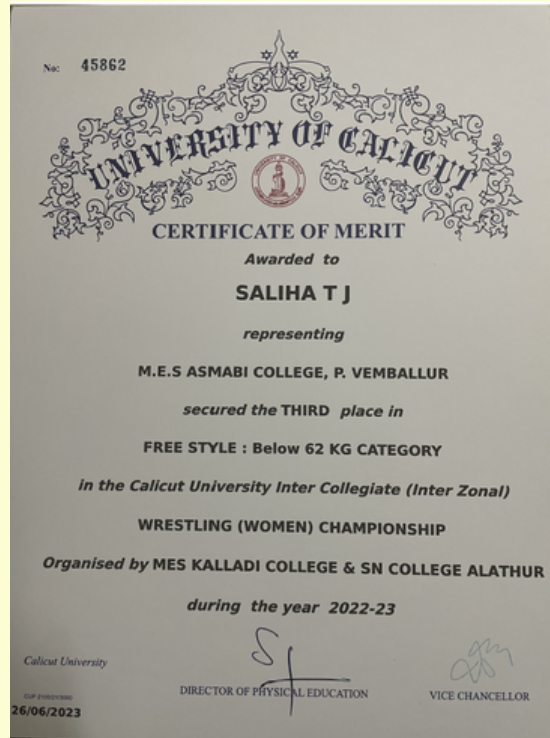 No: 45862
UNIVERSITY OF CALICUT
CERTIFICATE OF MERIT
Awarded to
SALIHA T J
representing
M.E.S ASMABI COLLEGE, P. VEMBALLUR
secured the THIRD place in
FREE STYLE : Below 62 KG CATEGORY
in the Calicut University Inter Collegiate (Inter Zonal)
WRESTLING (WOMEN) CHAMPIONSHIP
Organised by MES KALLADI COLLEGE & SN COLLEGE ALATHUR
during the year 2022-23
Calicut University
DIRECTOR OF PHYSICAL EDUCATION
VICE CHANCELLOR
26/06/2023